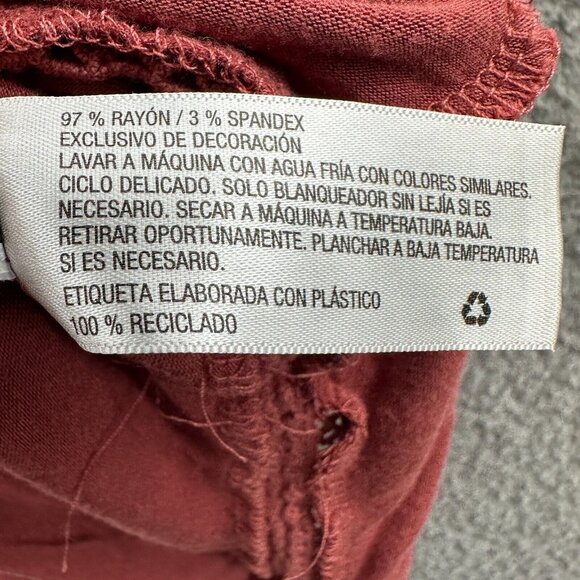 97 % RAYÓN / 3 % SPANDEX
EXCLUSIVO DE DECORACIÓN
LAVAR A MÁQUINA CON AGUA FRÍA CON COLORES SIMILARES.
CICLO DELICADO. SOLO BLANQUEADOR SIN LEJÍA SI ES
NECESARIO. SECAR A MÁQUINA A TEMPERATURA BAJA.
RETIRAR OPORTUNAMENTE. PLANCHAR A BAJA TEMPERATURA
SI ES NECESARIO.
ETIQUETA ELABORADA CON PLÁSTICO
100 % RECICLADO